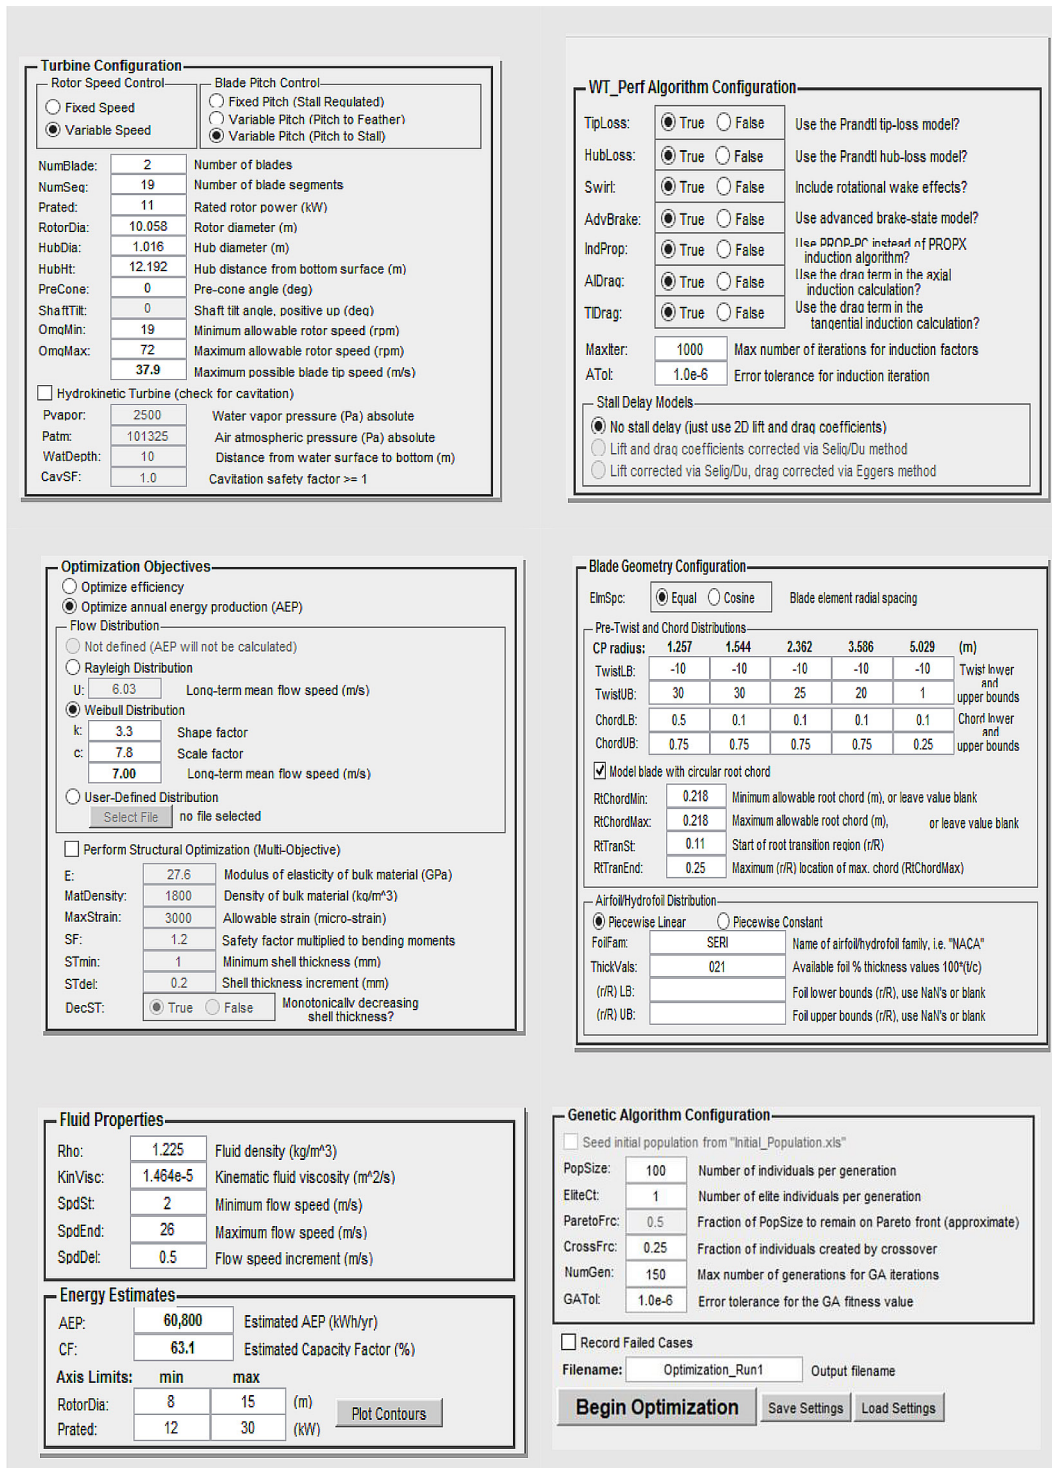 Turbine Configuration
Rotor Speed Control
Fixed Speed
Variable Speed
Blade Pitch Control
Fixed Pitch (Stall Regulated)
Variable Pitch (Pitch to Feather)
Variable Pitch (Pitch to Stall)
NumBlade: 2 Number of blades
NumSeg: 19 Number of blade segments
Prated: 11 Rated rotor power (kW)
RotorDia: 10.058 Rotor diameter (m)
HubDia: 1.016 Hub diameter (m)
HubHt: 12.192 Hub distance from bottom surface (m)
PreCone: 0 Pre-cone angle (deg)
ShaftTilt: 0 Shaft tilt angle, positive up (deg)
OmgMin: 19 Minimum allowable rotor speed (rpm)
OmgMax: 72 Maximum allowable rotor speed (rpm)
37.9 Maximum possible blade tip speed (m/s)
Hydrokinetic Turbine (check for cavitation)
Pvapor: 2500 Water vapor pressure (Pa) absolute
Patm: 101325 Air atmospheric pressure (Pa) absolute
WatDepth: 10 Distance from water surface to bottom (m)
CavSF: 1.0 Cavitation safety factor >= 1
WT_Perf Algorithm Configuration
TipLoss: True False Use the Prandtl tip-loss model?
HubLoss: True False Use the Prandtl hub-loss model?
Swirl: True False Include rotational wake effects?
AdvBrake: True False Use advanced brake-state model?
IndProp: True False Use PROP-PC instead of PROPX
induction algorithm?
AIDrag: True False Use the drag term in the axial
induction calculation?
TIDrag: True False Use the drag term in the
tangential induction calculation?
MaxIter: 1000 Max number of iterations for induction factors
ATol: 1.0e-6 Error tolerance for induction iteration
Stall Delay Models
No stall delay (just use 2D lift and drag coefficients)
Lift and drag coefficients corrected via Selig/Du method
Lift corrected via Selig/Du, drag corrected via Eggers method
Optimization Objectives
Optimize efficiency
Optimize annual energy production (AEP)
Flow Distribution
Not defined (AEP will not be calculated)
Rayleigh Distribution
U: 6.03 Long-term mean flow speed (m/s)
Weibull Distribution
k: 3.3 Shape factor
c: 7.8 Scale factor
7.00 Long-term mean flow speed (m/s)
User-Defined Distribution
Select File no file selected
Perform Structural Optimization (Multi-Objective)
E: 27.6 Modulus of elasticity of bulk material (GPa)
MatDensity: 1800 Density of bulk material (kg/m^3)
MaxStrain: 3000 Allowable strain (micro-strain)
SF: 1.2 Safety factor multiplied to bending moments
STmin: 1 Minimum shell thickness (mm)
STdel: 0.2 Shell thickness increment (mm)
DecST: True False Monotonically decreasing
shell thickness?
Blade Geometry Configuration
ElmSpc: Equal Cosine Blade element radial spacing
Pre-Twist and Chord Distributions
CP radius: 1.257 1.544 2.362 3.586 5.029 (m)
TwistLB: -10 -10 -10 -10 -10 Twist lower
and
TwistUB: 30 30 25 20 1 upper bounds
ChordLB: 0.5 0.1 0.1 0.1 0.1 Chord lower
and
ChordUB: 0.75 0.75 0.75 0.75 0.25 upper bounds
Model blade with circular root chord
RtChordMin: 0.218 Minimum allowable root chord (m), or leave value blank
RtChordMax: 0.218 Maximum allowable root chord (m), or leave value blank
RtTranSt: 0.11 Start of root transition region (r/R)
RtTranEnd: 0.25 Maximum (r/R) location of max. chord (RtChordMax)
Airfoil/Hydrofoil Distribution
Piecewise Linear Piecewise Constant
FoilFam: SERI Name of airfoil/hydrofoil family, i.e. "NACA"
ThickVals: 021 Available foil % thickness values 100*(t/c)
(r/R) LB: Foil lower bounds (r/R), use NaN's or blank
(r/R) UB: Foil upper bounds (r/R), use NaN's or blank
Fluid Properties
Rho: 1.225 Fluid density (kg/m^3)
KinVisc: 1.464e-5 Kinematic fluid viscosity (m^2/s)
SpdSt: 2 Minimum flow speed (m/s)
SpdEnd: 26 Maximum flow speed (m/s)
SpdDel: 0.5 Flow speed increment (m/s)
Energy Estimates
AEP: 60,800 Estimated AEP (kWh/yr)
CF: 63.1 Estimated Capacity Factor (%)
Axis Limits: min max
RotorDia: 8 15 (m)
Prated: 12 30 (kW)
Plot Contours
Genetic Algorithm Configuration
Seed initial population from "Initial_Population.xls"
PopSize: 100 Number of individuals per generation
EliteCt: 1 Number of elite individuals per generation
ParetoFrc: 0.5 Fraction of PopSize to remain on Pareto front (approximate)
CrossFrc: 0.25 Fraction of individuals created by crossover
NumGen: 150 Max number of generations for GA iterations
GATol: 1.0e-6 Error tolerance for the GA fitness value
Record Failed Cases
Filename: Optimization_Run1 Output filename
Begin Optimization Save Settings Load Settings